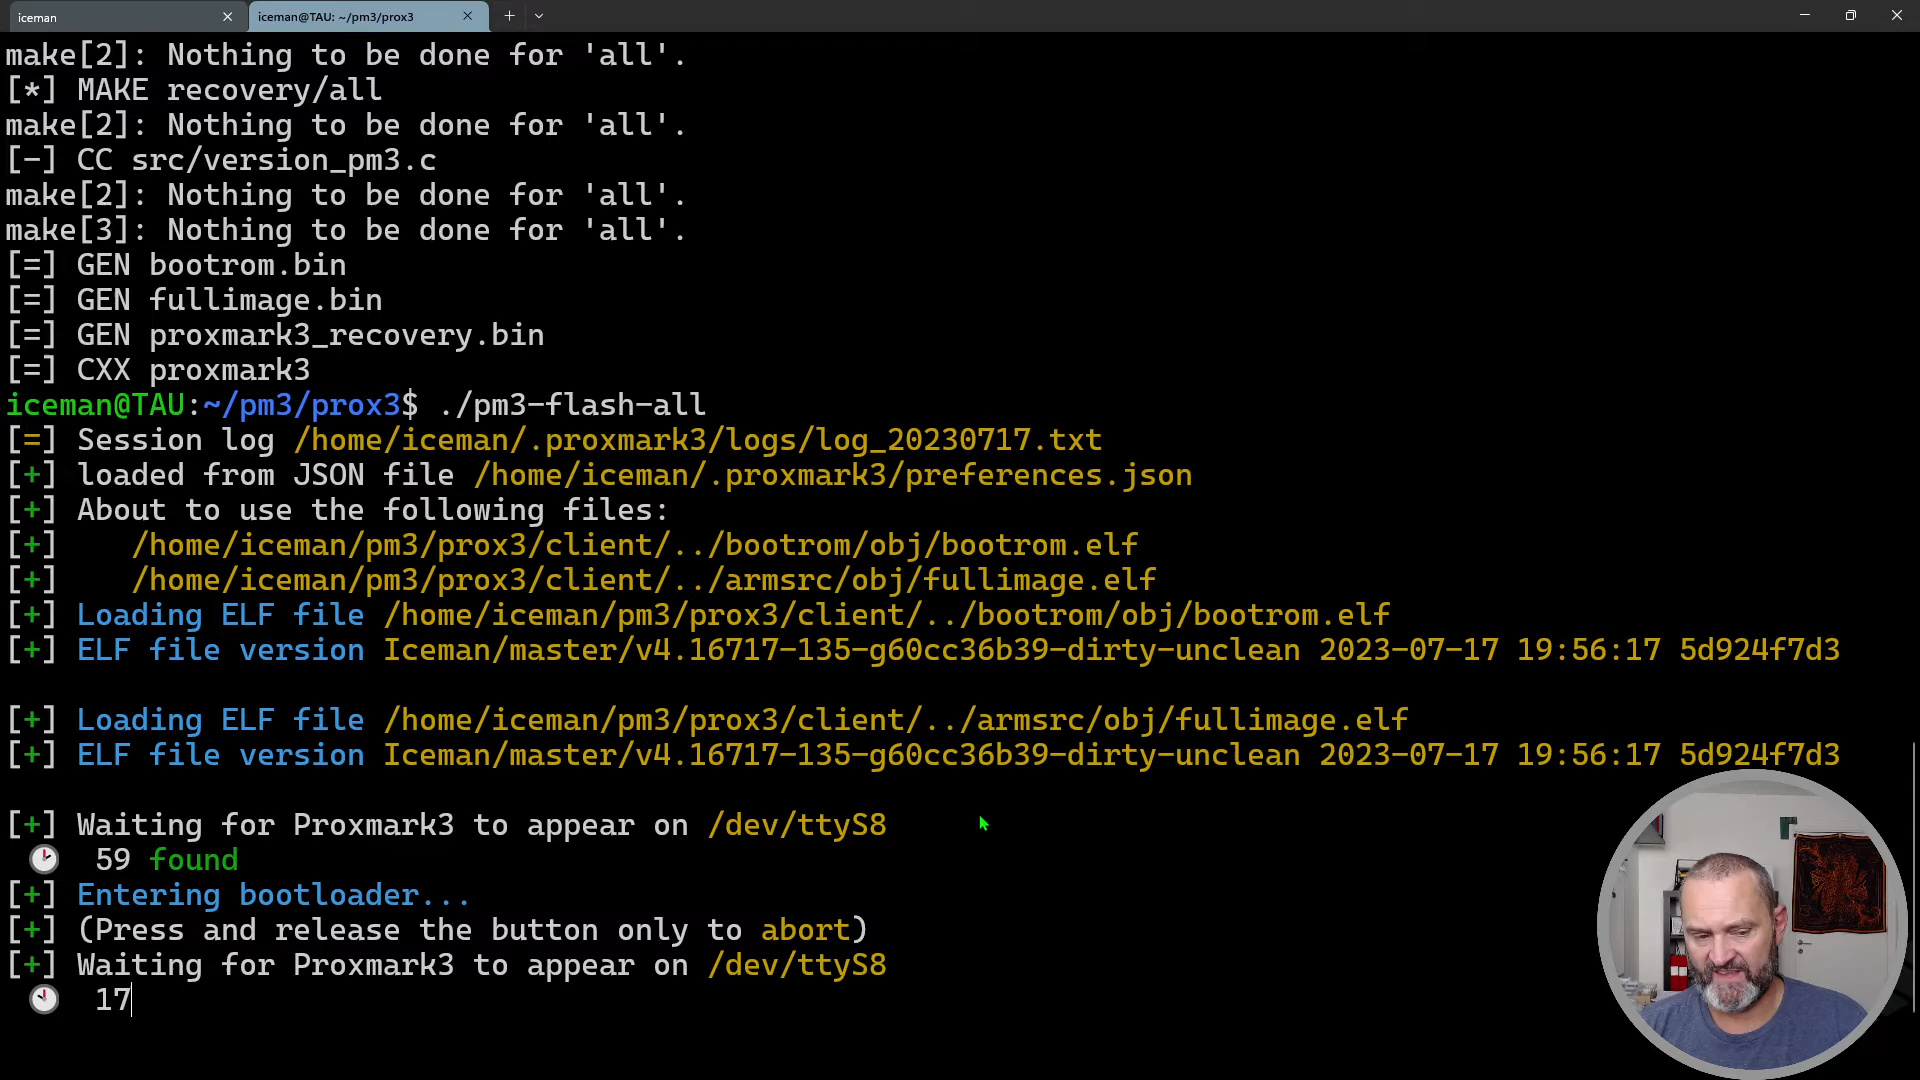 iceman
iceman@TAU: ~/pm3/prox3
make[2]: Nothing to be done for 'all'.
[*] MAKE recovery/all
make[2]: Nothing to be done for 'all'.
[-] CC src/version_pm3.c
make[2]: Nothing to be done for 'all'.
make[3]: Nothing to be done for 'all'.
[=] GEN bootrom.bin
[=] GEN fullimage.bin
[=] GEN proxmark3_recovery.bin
[=] CXX proxmark3
iceman@TAU:~/pm3/prox3$ ./pm3-flash-all
[=] Session log /home/iceman/.proxmark3/logs/log_20230717.txt
[+] loaded from JSON file /home/iceman/.proxmark3/preferences.json
[+] About to use the following files:
[+]    /home/iceman/pm3/prox3/client/../bootrom/obj/bootrom.elf
[+]    /home/iceman/pm3/prox3/client/../armsrc/obj/fullimage.elf
[+] Loading ELF file /home/iceman/pm3/prox3/client/../bootrom/obj/bootrom.elf
[+] ELF file version Iceman/master/v4.16717-135-g60cc36b39-dirty-unclean 2023-07-17 19:56:17 5d924f7d3
[+] Loading ELF file /home/iceman/pm3/prox3/client/../armsrc/obj/fullimage.elf
[+] ELF file version Iceman/master/v4.16717-135-g60cc36b39-dirty-unclean 2023-07-17 19:56:17 5d924f7d3
[+] Waiting for Proxmark3 to appear on /dev/ttyS8
59 found
[+] Entering bootloader...
[+] (Press and release the button only to abort)
[+] Waiting for Proxmark3 to appear on /dev/ttyS8
17